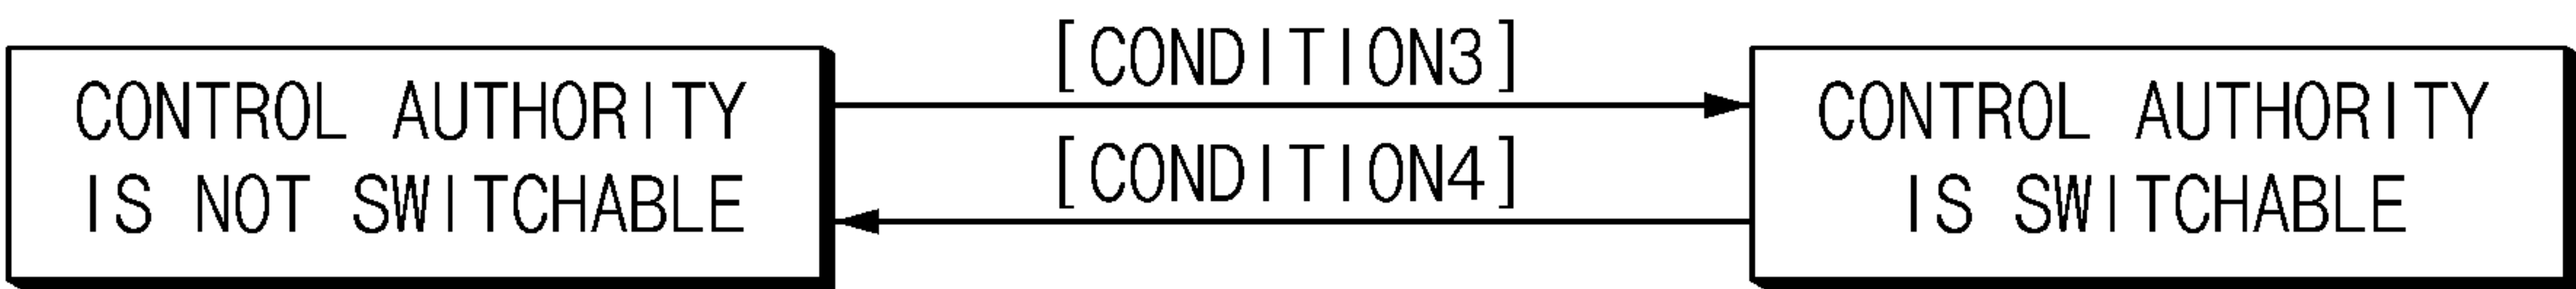 CONTROL AUTHORITY
IS NOT SWITCHABLE
[CONDITION3]
[CONDITION4]
CONTROL AUTHORITY
IS SWITCHABLE